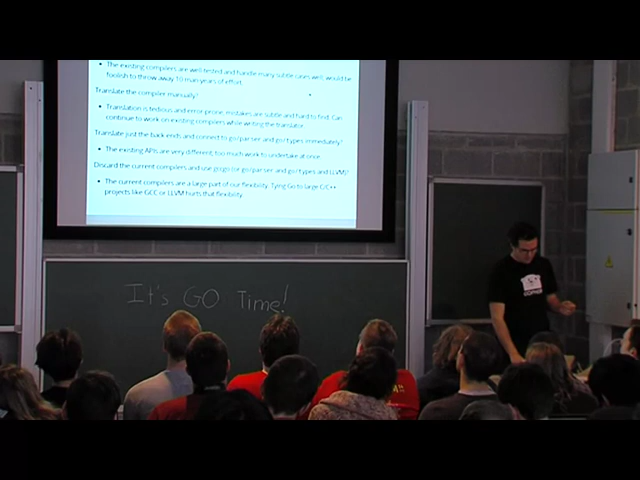 • The existing compilers are well-tested and handle many subtle cases well; would be
foolish to throw away 10 man-years of effort.
Translate the compiler manually?
• Translation is tedious and error prone; mistakes are subtle and hard to find. Can
continue to work on existing compilers while writing the translator.
Translate just the back ends and connect to go/parser and go/types immediately?
• The existing APIs are very different; too much work to undertake at once.
Discard the current compilers and use gccgo (or go/parser and go/types and LLVM)?
• The current compilers are a large part of our flexibility. Tying Go to large C/C++
projects like GCC or LLVM hurts that flexibility.
It's GO Time!